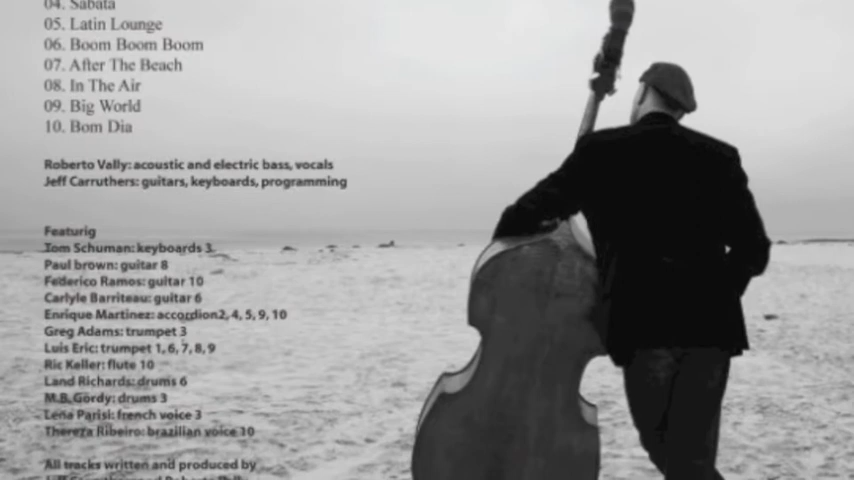 04. Sabata
05. Latin Lounge
06. Boom Boom Boom
07. After The Beach
08. In The Air
09. Big World
10. Bom Dia
Roberto Vally: acoustic and electric bass, vocals
Jeff Carruthers: guitars, keyboards, programming
Featurig
Tom Schuman: keyboards 3
Paul brown: guitar 8
Federico Ramos: guitar 10
Carlyle Barriteau: guitar 6
Enrique Martinez: accordion2, 4, 5, 9, 10
Greg Adams: trumpet 3
Luis Eric: trumpet 1, 6, 7, 8, 9
Ric Keller: flute 10
Land Richards: drums 6
M.B. Gordy: drums 3
Lena Parisi: french voice 3
Thereza Ribeiro: brazilian voice 10
All tracks written and produced by